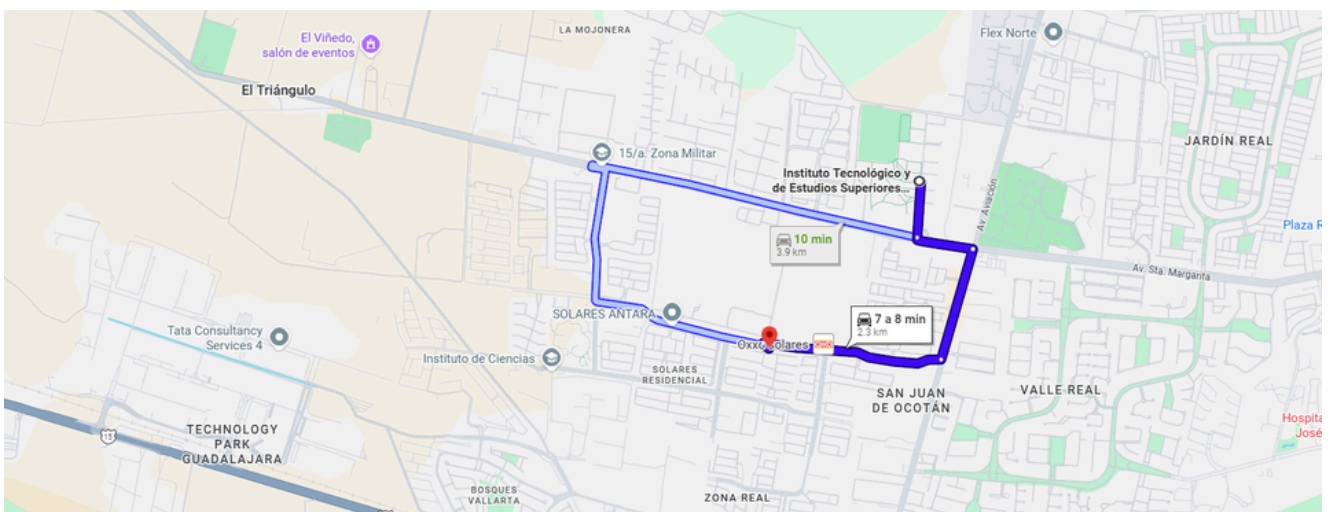 LA MOJONERA
Flex Norte
El Viñedo,
salón de eventos
El Triángulo
JARDÍN REAL
15/a. Zona Militar
Instituto Tecnológico y
de Estudios Superiores...
Av. Aviación
Plaza R
10 min
3.9 km
Av. Sta. Margarita
SOLARES ANTARA
7 a 8 min
2.3 km
Tata Consultancy
Services 4
Oxxo Solares
OXXO
Instituto de Ciencias
SOLARES
RESIDENCIAL
SAN JUAN
DE OCOTÁN
VALLE REAL
Hospita
José
TECHNOLOGY
PARK
GUADALAJARA
15
BOSQUES
VALLARTA
ZONA REAL